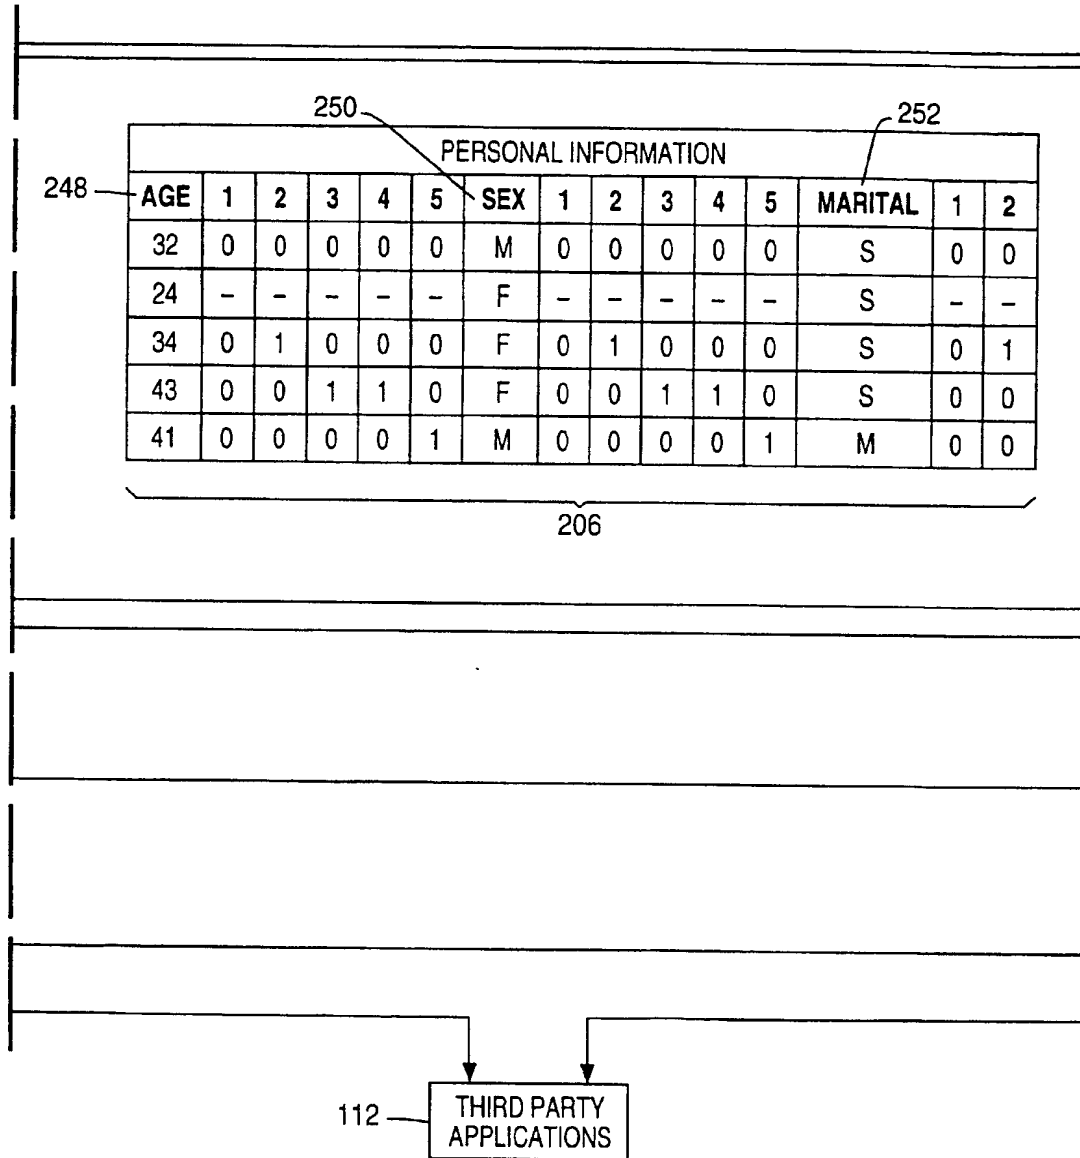 250
252
PERSONAL INFORMATION
248
AGE 1 2 3 4 5 SEX 1 2 3 4 5 MARITAL 1 2
32 0 0 0 0 0 M 0 0 0 0 0 S 0 0
24 – – – – – F – – – – – S – –
34 0 1 0 0 0 F 0 1 0 0 0 S 0 1
43 0 0 1 1 0 F 0 0 1 1 0 S 0 0
41 0 0 0 0 1 M 0 0 0 0 1 M 0 0
206
112
THIRD PARTY
APPLICATIONS